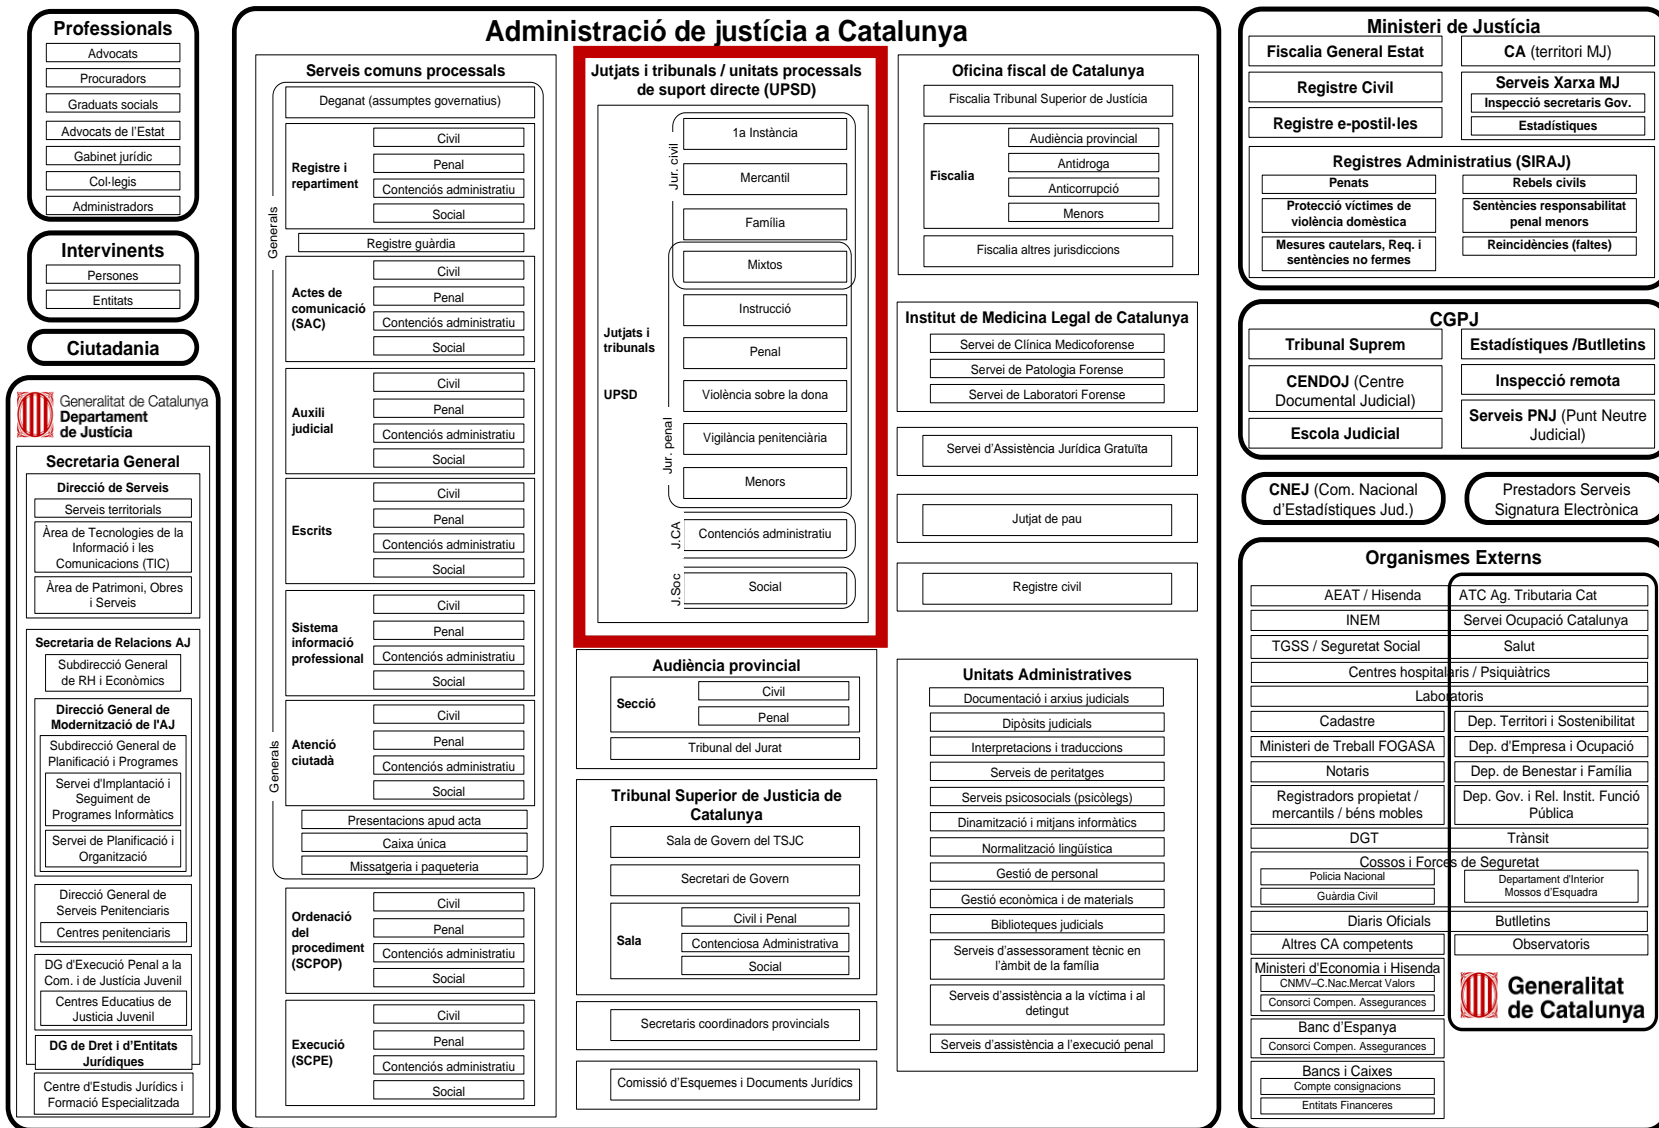 Professionals
Advocats
Procuradors
Graduats socials
Advocats de l'Estat
Gabinet jurídic
Col·legis
Administradors
Intervinents
Persones
Entitats
Ciutadania
Generalitat de Catalunya
Departament
de Justícia
Secretaria General
Direcció de Serveis
Serveis territorials
Àrea de Tecnologies de la
Informació i les
Comunicacions (TIC)
Àrea de Patrimoni, Obres
i Serveis
Secretaria de Relacions AJ
Subdirecció General
de RH i Econòmics
Direcció General de
Modernització de l'AJ
Subdirecció General de
Planificació i Programes
Servei d'Implantació i
Seguiment de
Programes Informàtics
Servei de Planificació i
Organització
Direcció General de
Serveis Penitenciaris
Centres penitenciaris
DG d'Execució Penal a la
Com. i de Justícia Juvenil
Centres Educatius de
Justicia Juvenil
DG de Dret i d'Entitats
Jurídiques
Centre d'Estudis Jurídics i
Formació Especialitzada
Administració de justícia a Catalunya
Serveis comuns processals
Generals
Deganat (assumptes governatius)
Registre i
repartiment
Civil
Penal
Contenciós administratiu
Social
Registre guàrdia
Actes de
comunicació
(SAC)
Civil
Penal
Contenciós administratiu
Social
Auxili
judicial
Civil
Penal
Contenciós administratiu
Social
Escrits
Civil
Penal
Contenciós administratiu
Social
Sistema
informació
professional
Civil
Penal
Contenciós administratiu
Social
Generals
Atenció
ciutadà
Civil
Penal
Contenciós administratiu
Social
Presentacions apud acta
Caixa única
Missatgeria i paqueteria
Ordenació
del
procediment
(SCPOP)
Civil
Penal
Contenciós administratiu
Social
Execució
(SCPE)
Civil
Penal
Contenciós administratiu
Social
Jutjats i tribunals / unitats processals
de suport directe (UPSD)
Jutjats i
tribunals
UPSD
Jur. civil
1a Instància
Mercantil
Família
Mixtos
Jur. penal
Instrucció
Penal
Violència sobre la dona
Vigilància penitenciària
Menors
J.CA
Contenciós administratiu
J.Soc
Social
Audiència provincial
Secció
Civil
Penal
Tribunal del Jurat
Tribunal Superior de Justicia de
Catalunya
Sala de Govern del TSJC
Secretari de Govern
Sala
Civil i Penal
Contenciosa Administrativa
Social
Secretaris coordinadors provincials
Comissió d'Esquemes i Documents Jurídics
Oficina fiscal de Catalunya
Fiscalia Tribunal Superior de Justícia
Fiscalia
Audiència provincial
Antidroga
Anticorrupció
Menors
Fiscalia altres jurisdiccions
Institut de Medicina Legal de Catalunya
Servei de Clínica Medicoforense
Servei de Patologia Forense
Servei de Laboratori Forense
Servei d'Assistència Jurídica Gratuïta
Jutjat de pau
Registre civil
Unitats Administratives
Documentació i arxius judicials
Dipòsits judicials
Interpretacions i traduccions
Serveis de peritatges
Serveis psicosocials (psicòlegs)
Dinamització i mitjans informàtics
Normalització lingüística
Gestió de personal
Gestió econòmica i de materials
Biblioteques judicials
Serveis d'assessorament tècnic en
l'àmbit de la família
Serveis d'assistència a la víctima i al
detingut
Serveis d'assistència a l'execució penal
Ministeri de Justícia
Fiscalia General Estat
CA (territori MJ)
Registre Civil
Registre e-postil·les
Serveis Xarxa MJ
Inspecció secretaris Gov.
Estadístiques
Registres Administratius (SIRAJ)
Penats
Rebels civils
Protecció víctimes de
violència domèstica
Sentències responsabilitat
penal menors
Mesures cautelars, Req. i
sentències no fermes
Reincidències (faltes)
CGPJ
Tribunal Suprem
Estadístiques /Butlletins
CENDOJ (Centre
Documental Judicial)
Inspecció remota
Escola Judicial
Serveis PNJ (Punt Neutre
Judicial)
CNEJ (Com. Nacional
d'Estadístiques Jud.)
Prestadors Serveis
Signatura Electrònica
Organismes Externs
AEAT / Hisenda
ATC Ag. Tributaria Cat
INEM
Servei Ocupació Catalunya
TGSS / Seguretat Social
Salut
Centres hospitalaris / Psiquiàtrics
Laboratoris
Cadastre
Dep. Territori i Sostenibilitat
Ministeri de Treball FOGASA
Dep. d'Empresa i Ocupació
Notaris
Dep. de Benestar i Família
Registradors propietat /
mercantils / béns mobles
Dep. Gov. i Rel. Instit. Funció
Pública
DGT
Trànsit
Cossos i Forces de Seguretat
Policia Nacional
Guàrdia Civil
Departament d'Interior
Mossos d'Esquadra
Diaris Oficials
Butlletins
Altres CA competents
Observatoris
Ministeri d'Economia i Hisenda
CNMV–C.Nac.Mercat Valors
Consorci Compen. Assegurances
Banc d'Espanya
Consorci Compen. Assegurances
Bancs i Caixes
Compte consignacions
Entitats Financeres
Generalitat
de Catalunya